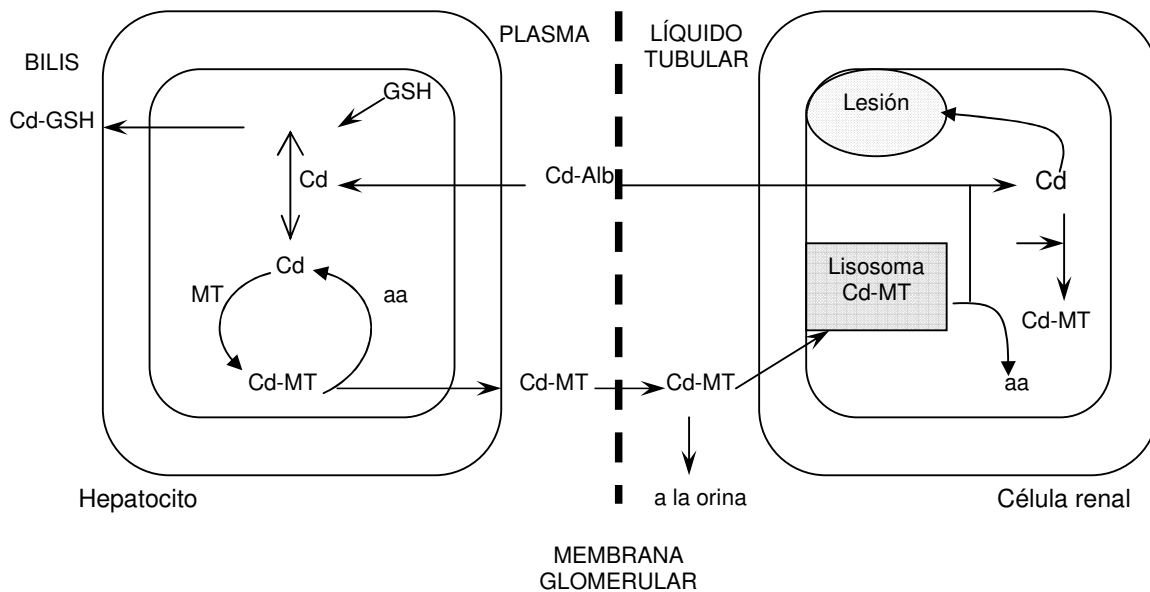 BILIS
Cd-GSH
GSH
Cd
Cd
MT
aa
Cd-MT
Hepatocito
PLASMA
Cd-Alb
Cd-MT
LÍQUIDO
TUBULAR
Cd-MT
a la orina
MEMBRANA
GLOMERULAR
Lesión
Cd
Lisosoma
Cd-MT
Cd-MT
aa
Célula renal